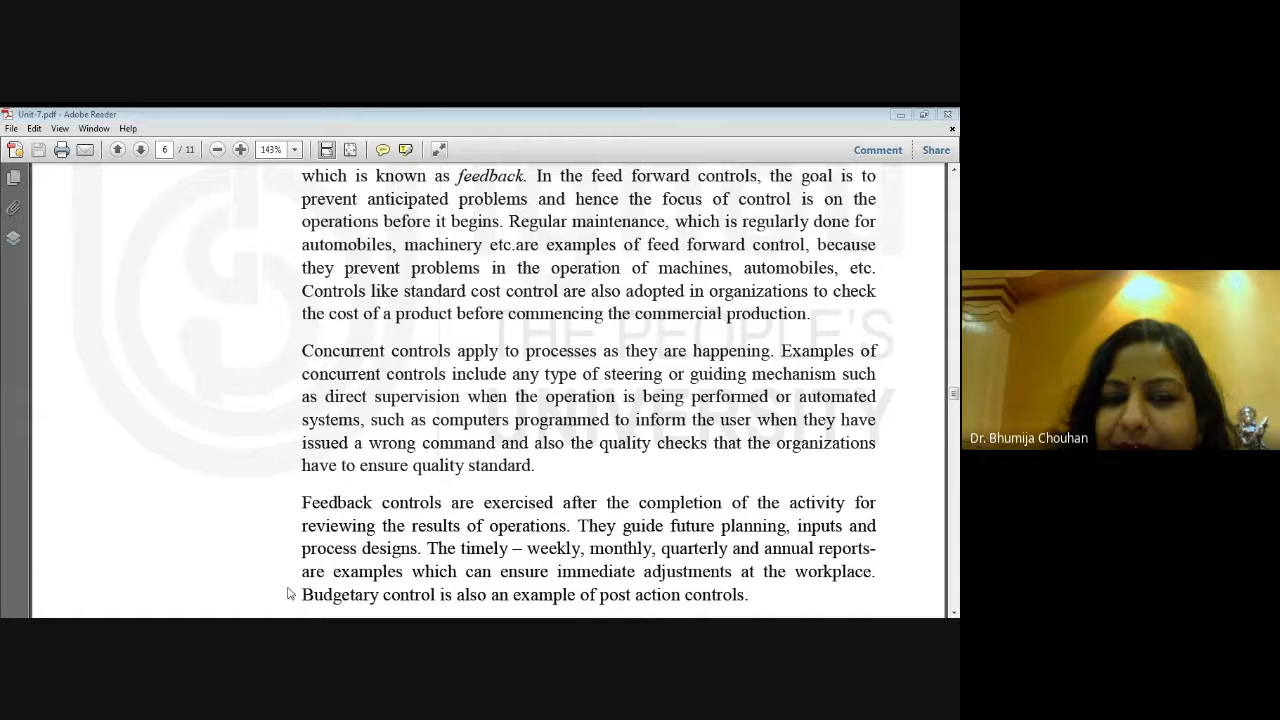 Unit-7.pdf - Adobe Reader
File Edit View Window Help
6 / 11 143% Comment Share
which is known as feedback. In the feed forward controls, the goal is to
prevent anticipated problems and hence the focus of control is on the
operations before it begins. Regular maintenance, which is regularly done for
automobiles, machinery etc.are examples of feed forward control, because
they prevent problems in the operation of machines, automobiles, etc.
Controls like standard cost control are also adopted in organizations to check
the cost of a product before commencing the commercial production.
THE PEOPLE'S
UNIVERSITY
Concurrent controls apply to processes as they are happening. Examples of
concurrent controls include any type of steering or guiding mechanism such
as direct supervision when the operation is being performed or automated
systems, such as computers programmed to inform the user when they have
issued a wrong command and also the quality checks that the organizations
have to ensure quality standard.
Feedback controls are exercised after the completion of the activity for
reviewing the results of operations. They guide future planning, inputs and
process designs. The timely – weekly, monthly, quarterly and annual reports-
are examples which can ensure immediate adjustments at the workplace.
Budgetary control is also an example of post action controls.
Dr. Bhumija Chouhan